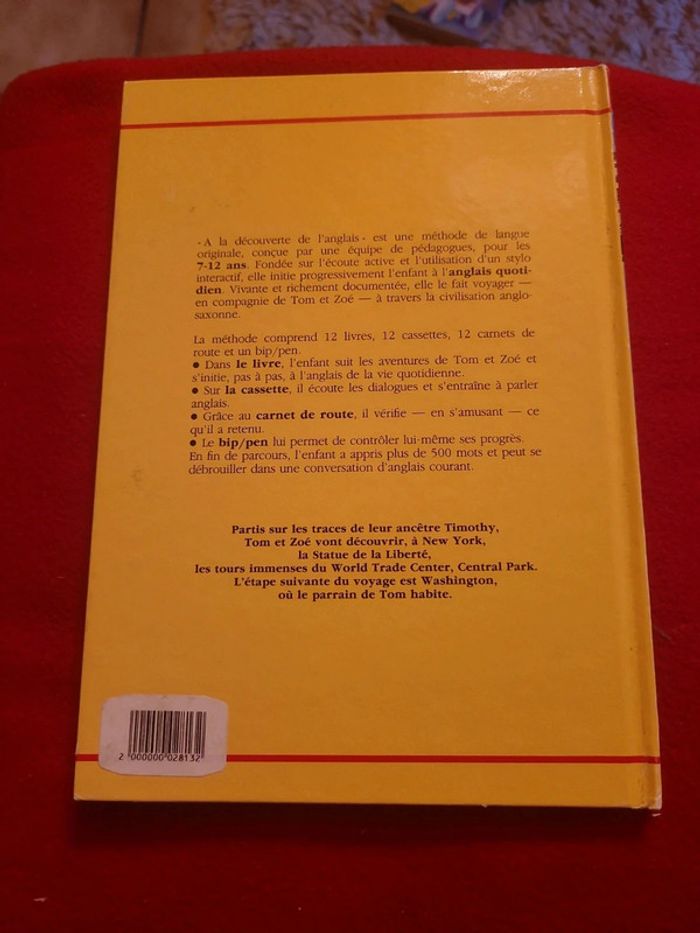 « A la découverte de l'anglais » est une méthode de langue
originale, conçue par une équipe de pédagogues, pour les
7-12 ans. Fondée sur l'écoute active et l'utilisation d'un stylo
interactif, elle initie progressivement l'enfant à l'anglais quoti-
dien. Vivante et richement documentée, elle le fait voyager —
en compagnie de Tom et Zoé — à travers la civilisation anglo-
saxonne.
La méthode comprend 12 livres, 12 cassettes, 12 carnets de
route et un bip/pen.
● Dans le livre, l'enfant suit les aventures de Tom et Zoé et
s'initie, pas à pas, à l'anglais de la vie quotidienne.
● Sur la cassette, il écoute les dialogues et s'entraîne à parler
anglais.
● Grâce au carnet de route, il vérifie — en s'amusant — ce
qu'il a retenu.
● Le bip/pen lui permet de contrôler lui-même ses progrès.
En fin de parcours, l'enfant a appris plus de 500 mots et peut se
débrouiller dans une conversation d'anglais courant.
Partis sur les traces de leur ancêtre Timothy,
Tom et Zoé vont découvrir, à New York,
la Statue de la Liberté,
les tours immenses du World Trade Center, Central Park.
L'étape suivante du voyage est Washington,
où le parrain de Tom habite.
2 000000 028132